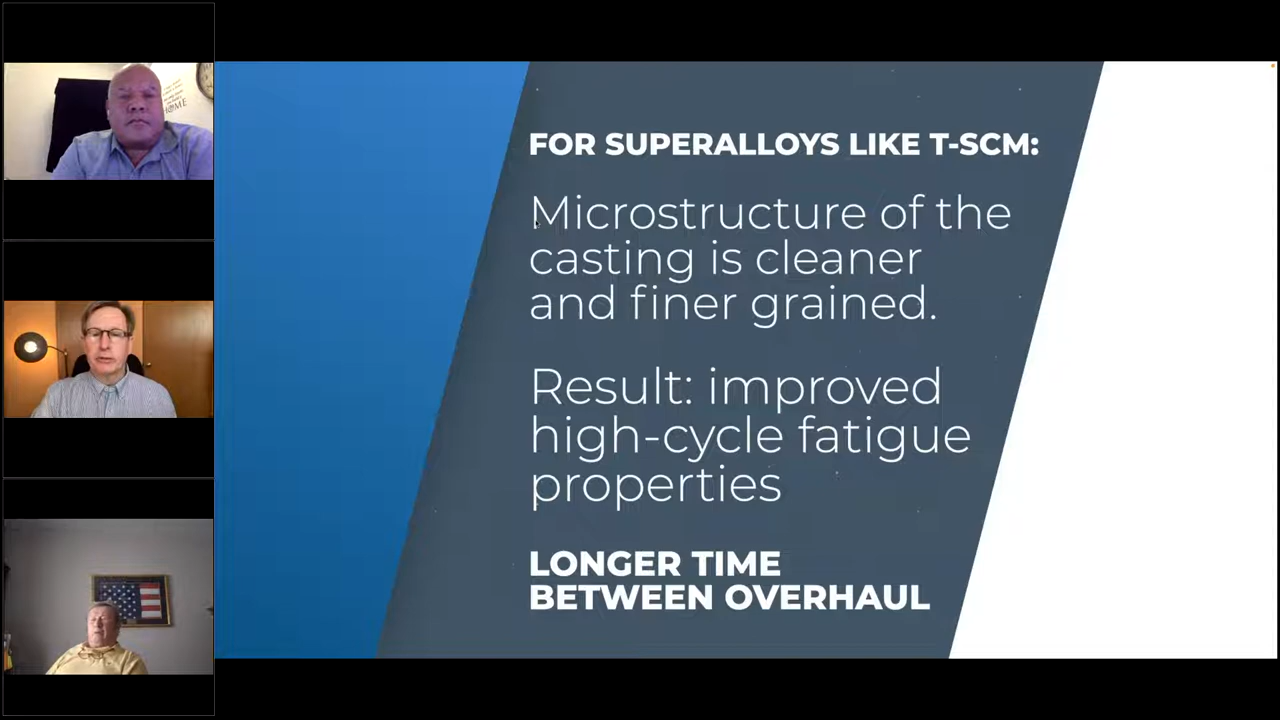 HOME
FOR SUPERALLOYS LIKE T-SCM:
Microstructure of the
casting is cleaner
and finer grained.
Result: improved
high-cycle fatigue
properties
LONGER TIME
BETWEEN OVERHAUL